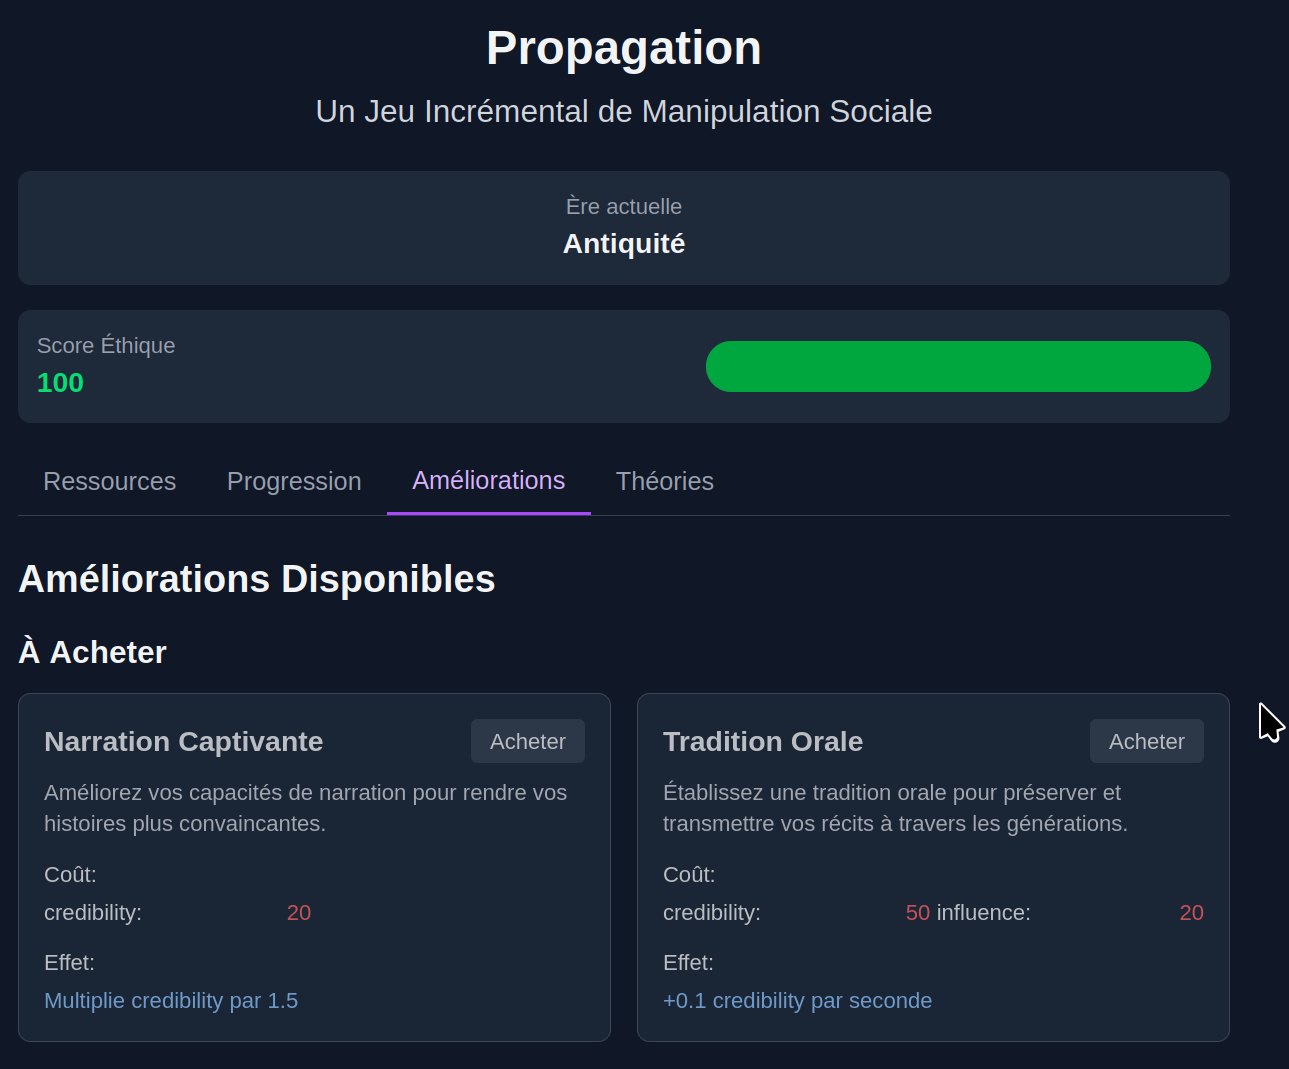 Propagation
Un Jeu Incrémental de Manipulation Sociale
Ère actuelle
Antiquité
Score Éthique
100
Ressources Progression Améliorations Théories
Améliorations Disponibles
À Acheter
Narration Captivante Acheter
Améliorez vos capacités de narration pour rendre vos
histoires plus convaincantes.
Coût:
credibility: 20
Effet:
Multiplie credibility par 1.5
Tradition Orale Acheter
Établissez une tradition orale pour préserver et
transmettre vos récits à travers les générations.
Coût:
credibility: 50 influence: 20
Effet:
+0.1 credibility par seconde